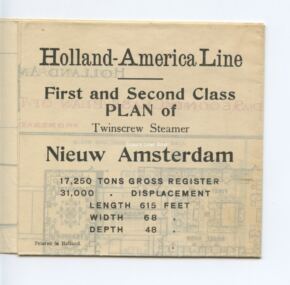 Holland-America Line
First and Second Class
PLAN of
Twinscrew Steamer
Nieuw Amsterdam
17,250 TONS GROSS REGISTER
31,000 " DISPLACEMENT
LENGTH 615 FEET
WIDTH 68 "
DEPTH 48 "
Printed in Holland